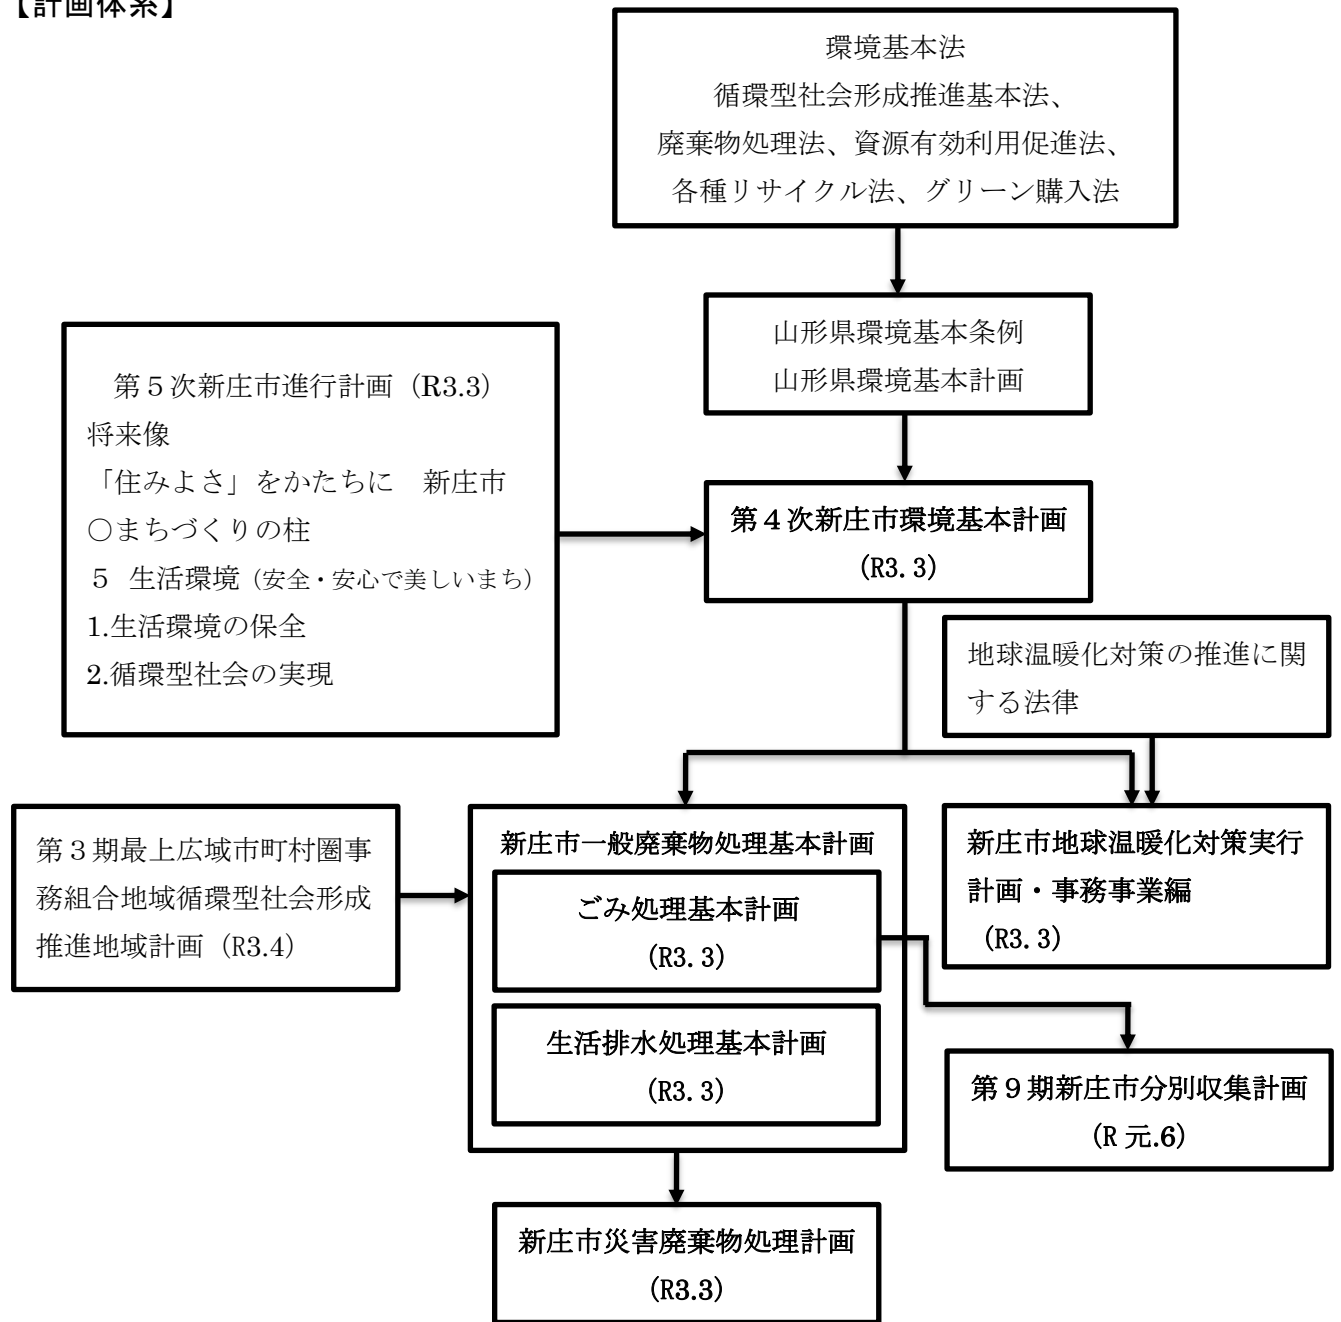 【計画体系】
環境基本法
循環型社会形成推進基本法、
廃棄物処理法、資源有効利用促進法、
各種リサイクル法、グリーン購入法
山形県環境基本条例
山形県環境基本計画
第５次新庄市進行計画（R3.3）
将来像
「住みよさ」をかたちに　新庄市
○まちづくりの柱
５ 生活環境（安全・安心で美しいまち）
1.生活環境の保全
2.循環型社会の実現
第４次新庄市環境基本計画
（R3.3）
地球温暖化対策の推進に関
する法律
第３期最上広域市町村圏事
務組合地域循環型社会形成
推進地域計画（R3.4）
新庄市一般廃棄物処理基本計画
ごみ処理基本計画
（R3.3）
生活排水処理基本計画
（R3.3）
新庄市地球温暖化対策実行
計画・事務事業編
（R3.3）
第９期新庄市分別収集計画
（R 元.6）
新庄市災害廃棄物処理計画
（R3.3）